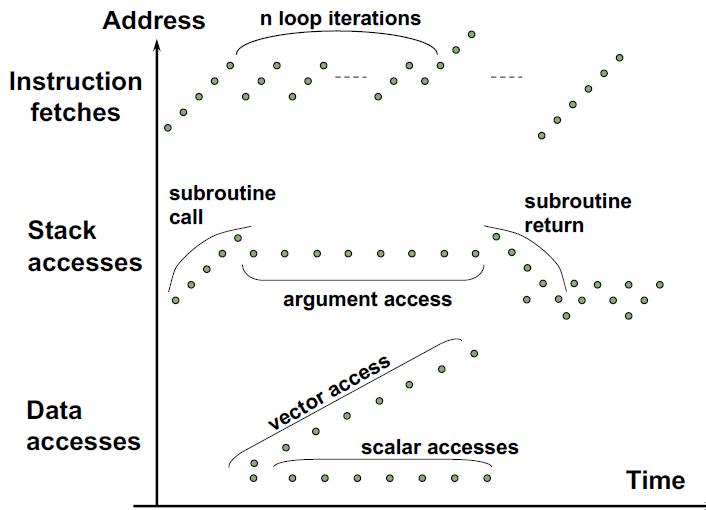 Address
n loop iterations
Instruction
fetches
subroutine
call
subroutine
return
Stack
accesses
argument access
vector access
Data
accesses
scalar accesses
Time